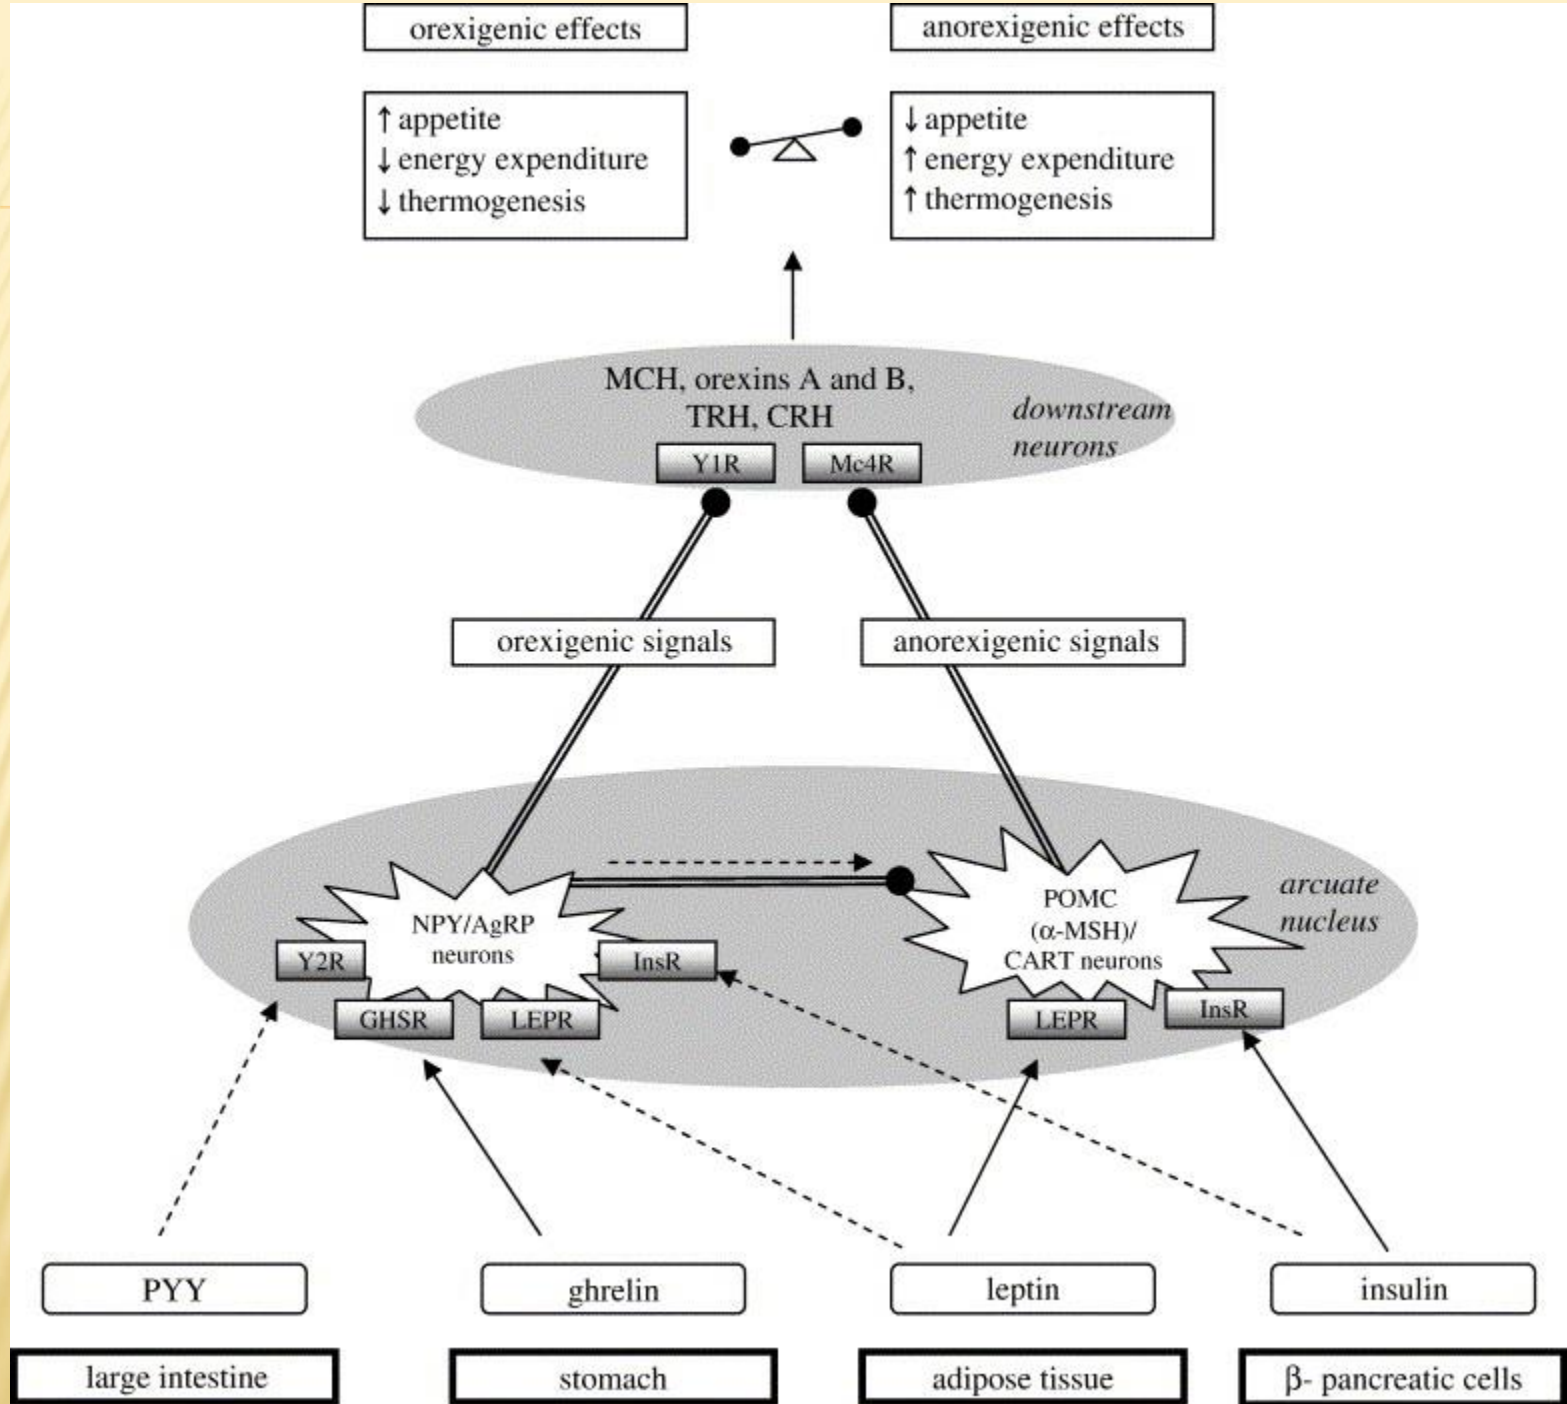 orexigenic effects
anorexigenic effects
↑ appetite
↓ energy expenditure
↓ thermogenesis
↓ appetite
↑ energy expenditure
↑ thermogenesis
MCH, orexins A and B,
TRH, CRH
downstream
neurons
Y1R
Mc4R
orexigenic signals
anorexigenic signals
NPY/AgRP
neurons
Y2R
InsR
GHSR
LEPR
POMC
(α-MSH)/
CART neurons
arcuate
nucleus
LEPR
InsR
PYY
ghrelin
leptin
insulin
large intestine
stomach
adipose tissue
β- pancreatic cells